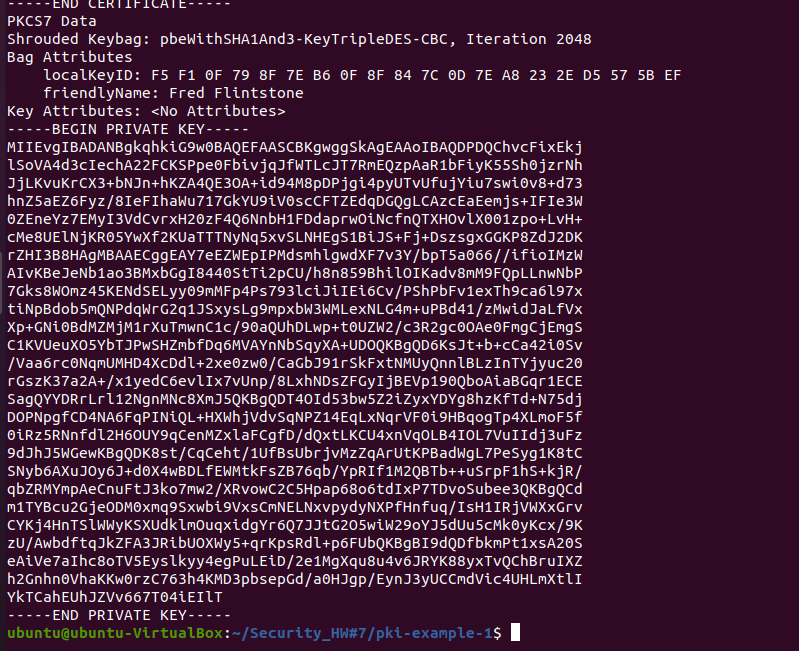 -----END CERTIFICATE-----
PKCS7 Data
Shrouded Keybag: pbeWithSHA1And3-KeyTripleDES-CBC, Iteration 2048
Bag Attributes
    localKeyID: F5 F1 0F 79 8F 7E B6 0F 8F 84 7C 0D 7E A8 23 2E D5 57 5B EF
    friendlyName: Fred Flintstone
Key Attributes: <No Attributes>
-----BEGIN PRIVATE KEY-----
MIIEvgIBADANBgkqhkiG9w0BAQEFAASCBKgwggSkAgEAAoIBAQDPDQChvcFixEkj
lSoVA4d3cIechA22FCKSPpe0FbivjqJfWTLcJT7RmEQzpAaR1bFiyK55Sh0jzrNh
JjLKvuKrCX3+bNJn+hKZA4QE3OA+id94M8pDPjgi4pyUTvUfujYiu7swi0v8+d73
hnZ5aEZ6Fyz/8IeFIhaWu717GkYU9iV0scCFTZEdqDGQgLCAzcEaEemjs+IFIe3W
0ZEneYz7EMyI3VdCvrxH20zF4Q6NnbH1FDdaprwOiNcfnQTXHOvlX001zpo+LvH+
cMe8UElNjKR05YwXf2KUaTTTNyNq5xvSLNHEgS1BiJS+Fj+DszsgxGGKP8ZdJ2DK
rZHI3B8HAgMBAAECggEAY7eEZWEpIPMdsmhlgwdXF7v3Y/bpT5a066//ifioIMzW
AIvKBeJeNb1ao3BMxbGgI8440StTi2pCU/h8n859BhilOIKadv8mM9FQpLLnwNbP
7Gks8WOmz45KENdSELyy09mMFp4Ps793lciJiIEi6Cv/PShPbFv1exTh9ca6l97x
tiNpBdob5mQNPdqWrG2q1JSxysLg9mpxbW3WMLexNLG4m+uPBd41/zMwidJaLfVx
Xp+GNi0BdMZMjM1rXuTmwnC1c/90aQUhDLwp+t0UZW2/c3R2gc0OAe0FmgCjEmgS
C1KVUeuXO5YbTJPwSHZmbfDq6MVAYnNbSqyXA+UDOQKBgQD6KsJt+b+cCa42i0Sv
/Vaa6rc0NqmUMHD4XcDdl+2xe0zw0/CaGbJ91rSkFxtNMUyQnnlBLzInTYjyuc20
rGszK37a2A+/x1yedC6evlIx7vUnp/8LxhNDsZFGyIjBEVp190QboAiaBGqr1ECE
SagQYYDRrLrl12NgnMNc8XmJ5QKBgQDT4OId53bw5Z2iZyxYDYg8hzKfTd+N75dj
DOPNpgfCD4NA6FqPINiQL+HXWhjVdvSqNPZ14EqLxNqrVF0i9HBqogTp4XLmoF5f
0iRz5RNnfdl2H6OUY9qCenMZxlaFCgfD/dQxtLKCU4xnVqOLB4IOL7VuIIdj3uFz
9dJhJ5WGewKBgQDK8st/CqCeht/1UfBsUbrjvMzZqArUtKPBadWgL7PeSyg1K8tC
SNyb6AXuJOy6J+d0X4wBDLfEWMtkFsZB76qb/YpRIf1M2QBTb++uSrpF1hS+kjR/
qbZRMYmpAeCnuFtJ3ko7mw2/XRvowC2C5Hpap68o6tdIxP7TDvoSubee3QKBgQCd
m1TYBcu2GjeODM0xmq9Sxwbi9VxsCmNELNxvpydyNXPfHnfuq/IsH1IRjVWXxGrv
CYKj4HnTSlWWyKSXUdklmOuqxidgYr6Q7JJtG2O5wiW29oYJ5dUu5cMk0yKcx/9K
zU/AwbdftqJkZFA3JRibUOXWy5+qrKpsRdl+p6FUbQKBgBI9dQDfbkmPt1xsA20S
eAiVe7aIhc8oTV5Eyslkyy4egPuLEiD/2e1MgXqu8u4v6JRYK88yxTvQChBruIXZ
h2Gnhn0VhaKKw0rzC763h4KMD3pbsepGd/a0HJgp/EynJ3yUCCmdVic4UHLmXtlI
YkTCahEUhJZVv667T04iEIlT
-----END PRIVATE KEY-----
ubuntu@ubuntu-VirtualBox:~/Security_HW#7/pki-example-1$